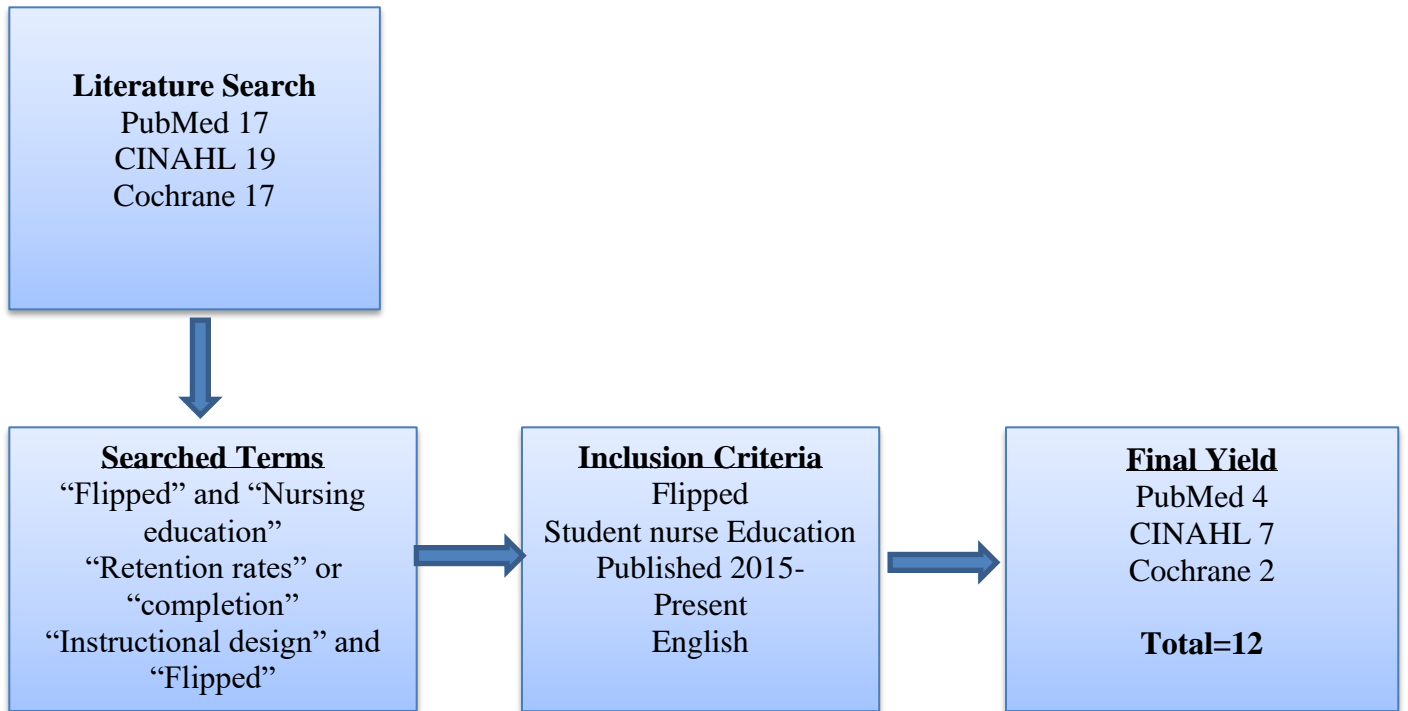 Literature Search
PubMed 17
CINAHL 19
Cochrane 17
Searched Terms
“Flipped” and “Nursing
education”
“Retention rates” or
“completion”
“Instructional design” and
“Flipped”
Inclusion Criteria
Flipped
Student nurse Education
Published 2015-
Present
English
Final Yield
PubMed 4
CINAHL 7
Cochrane 2
Total=12